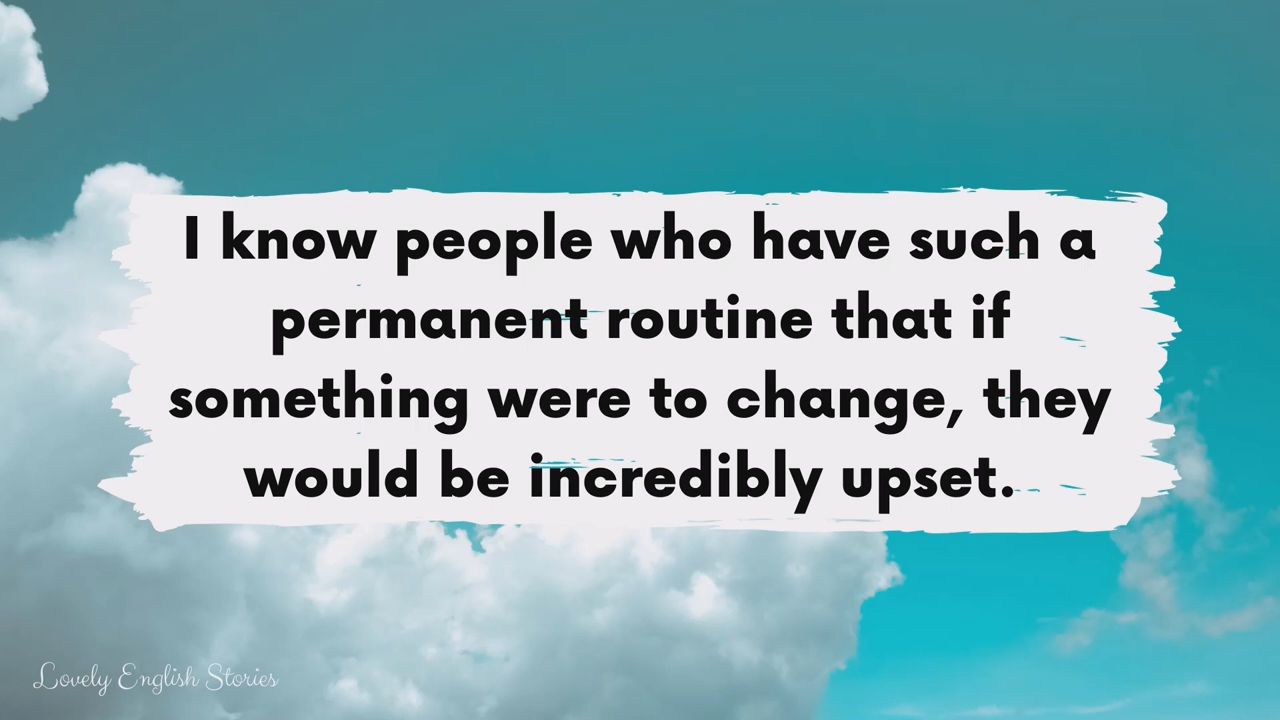 I know people who have such a
permanent routine that if
something were to change, they
would be incredibly upset.
Lovely English Stories